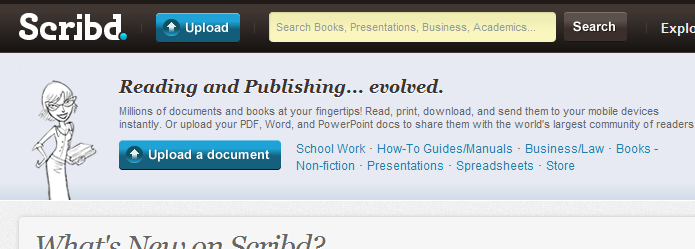 Scribd.
Upload
Search Books, Presentations, Business, Academics...
Search
Explo
Reading and Publishing... evolved.
Millions of documents and books at your fingertips! Read, print, download, and send them to your mobile devices
instantly. Or upload your PDF, Word, and PowerPoint docs to share them with the world's largest community of readers
Upload a document
School Work · How-To Guides/Manuals · Business/Law · Books -
Non-fiction · Presentations · Spreadsheets · Store
What's New on Scribd?